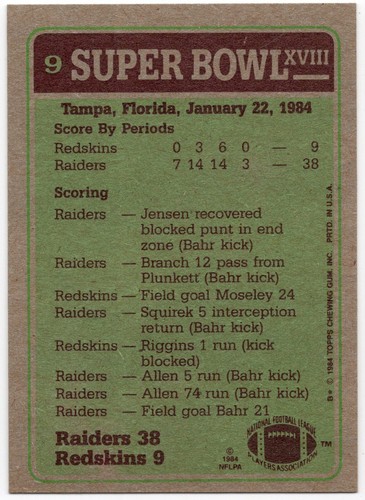 9 SUPER BOWL XVIII
Tampa, Florida, January 22, 1984
Score By Periods
Redskins 0 3 6 0 — 9
Raiders 7 14 14 3 — 38
Scoring
Raiders — Jensen recovered
blocked punt in end
zone (Bahr kick)
Raiders — Branch 12 pass from
Plunkett (Bahr kick)
Redskins — Field goal Moseley 24
Raiders — Squirek 5 interception
return (Bahr kick)
Redskins — Riggins 1 run (kick
blocked)
Raiders — Allen 5 run (Bahr kick)
Raiders — Allen 74 run (Bahr kick)
Raiders — Field goal Bahr 21
Raiders 38
Redskins 9
©
1984
NFLPA
NATIONAL FOOTBALL LEAGUE
PLAYERS ASSOCIATION
™
B* © 1984 TOPPS CHEWING GUM, INC. PRTD. IN U.S.A.